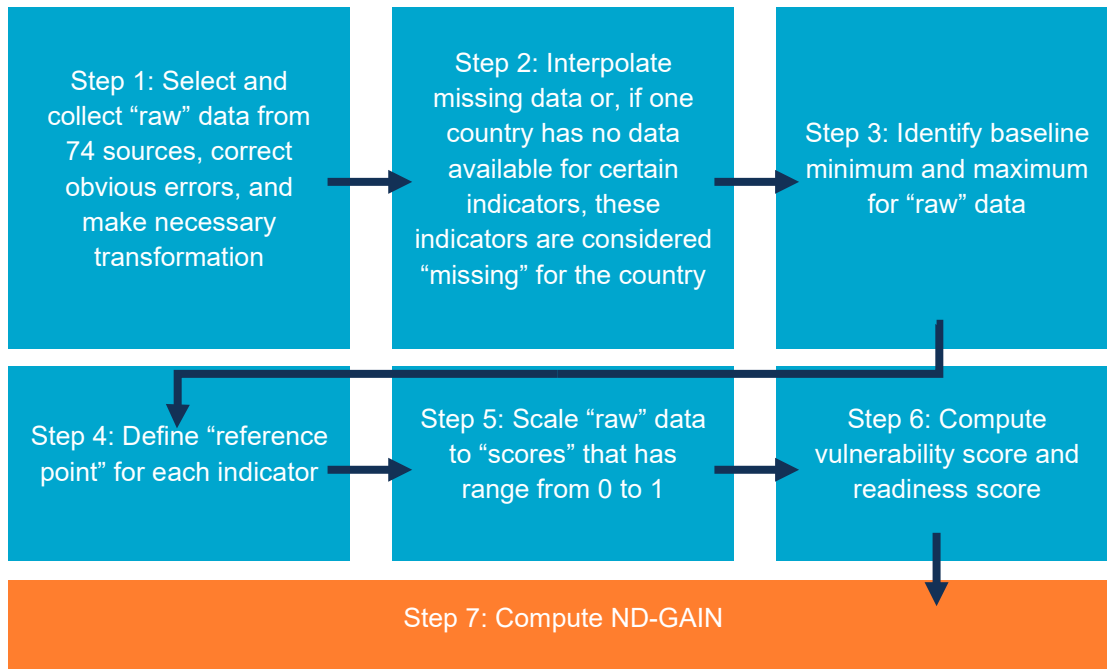 Step 1: Select and
collect “raw” data from
74 sources, correct
obvious errors, and
make necessary
transformation
Step 2: Interpolate
missing data or, if one
country has no data
available for certain
indicators, these
indicators are considered
“missing” for the country
Step 3: Identify baseline
minimum and maximum
for “raw” data
Step 4: Define “reference
point” for each indicator
Step 5: Scale “raw” data
to “scores” that has
range from 0 to 1
Step 6: Compute
vulnerability score and
readiness score
Step 7: Compute ND-GAIN